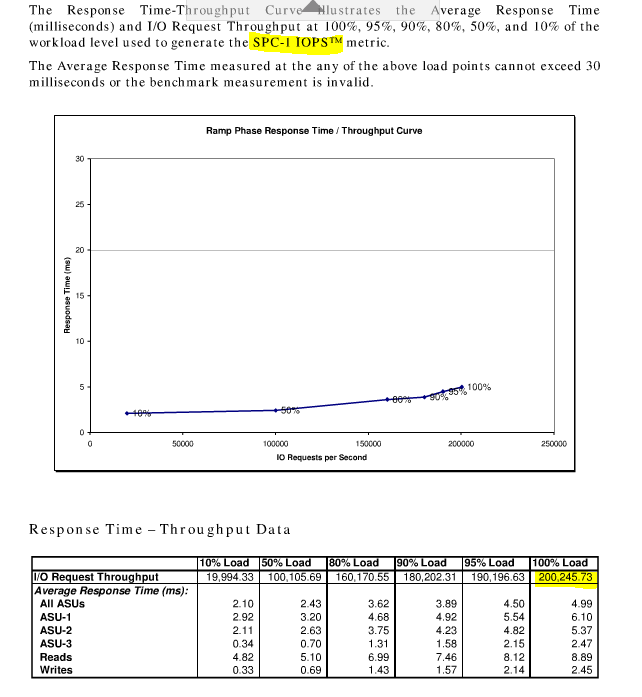 The Response Time-Throughput Curve illustrates the Average Response Time
(milliseconds) and I/O Request Throughput at 100%, 95%, 90%, 80%, 50%, and 10% of the
workload level used to generate the SPC-1 IOPS™ metric.
The Average Response Time measured at the any of the above load points cannot exceed 30
milliseconds or the benchmark measurement is invalid.
Ramp Phase Response Time / Throughput Curve
30
25
20
15
10
5
0
Response Time (ms)
10%
50%
80%
90%
95%
100%
0 50000 100000 150000 200000 250000
IO Requests per Second
Response Time – Throughput Data
10% Load 50% Load 80% Load 90% Load 95% Load 100% Load
I/O Request Throughput 19,994.33 100,105.69 160,170.55 180,202.31 190,196.63 200,245.73
Average Response Time (ms):
All ASUs 2.10 2.43 3.62 3.89 4.50 4.99
ASU-1 2.92 3.20 4.68 4.92 5.54 6.10
ASU-2 2.11 2.63 3.75 4.23 4.82 5.37
ASU-3 0.34 0.70 1.31 1.58 2.15 2.47
Reads 4.82 5.10 6.99 7.46 8.12 8.89
Writes 0.33 0.69 1.43 1.57 2.14 2.45